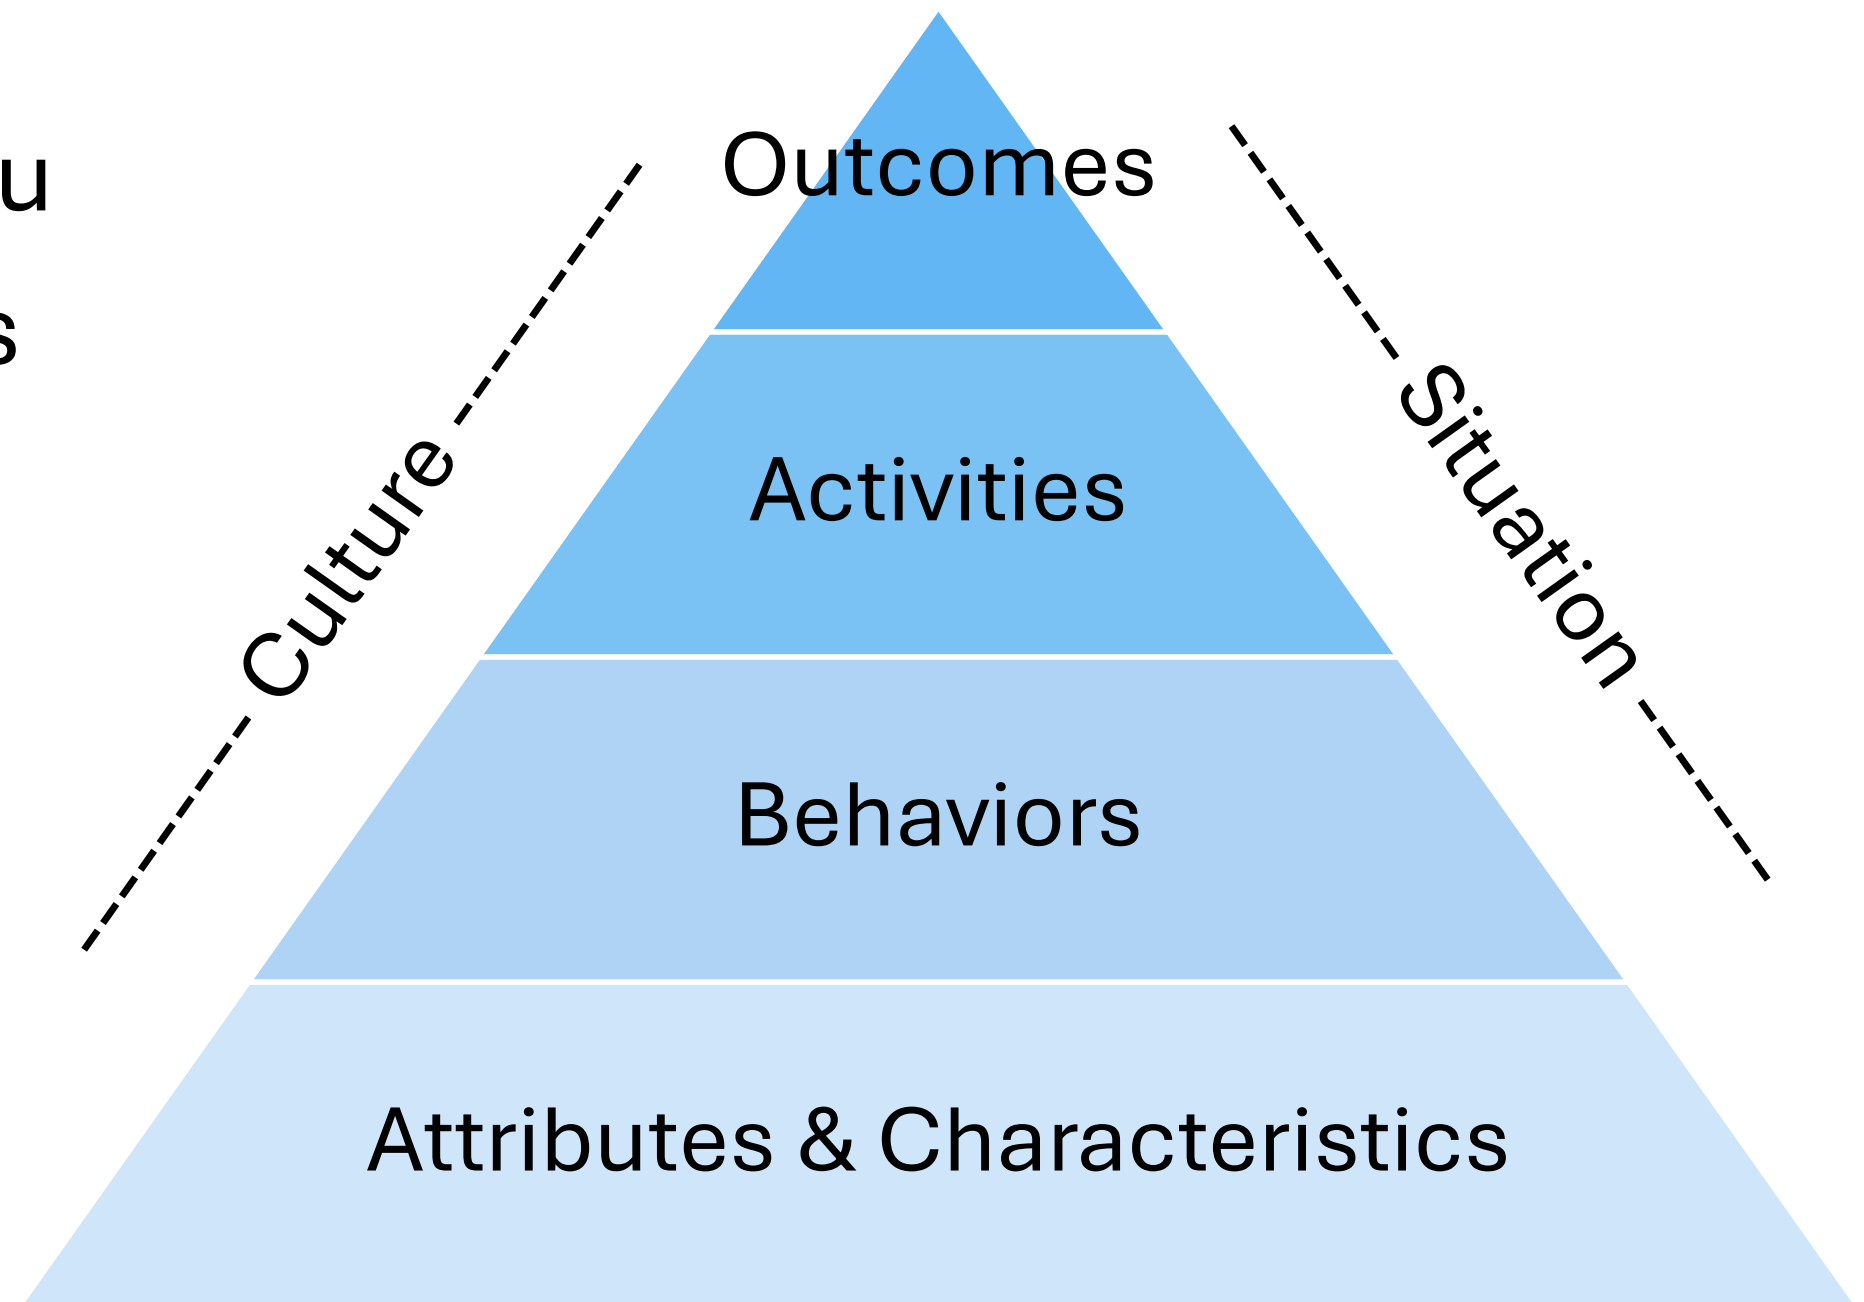 Outcomes
Culture
Situation
Activities
Behaviors
Attributes & Characteristics